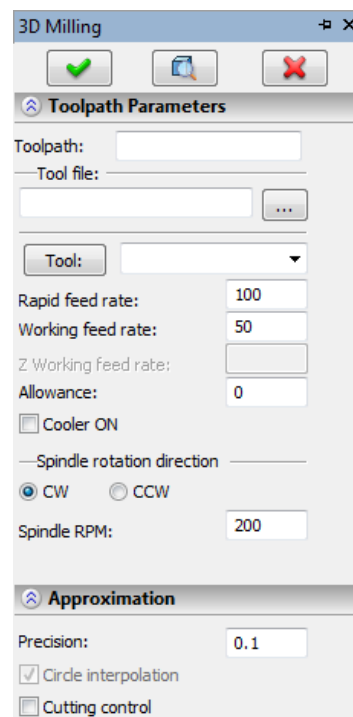 3D Milling
Toolpath Parameters
Toolpath:
Tool file:
...
Tool:
Rapid feed rate: 100
Working feed rate: 50
Z Working feed rate:
Allowance: 0
Cooler ON
Spindle rotation direction
CW CCW
Spindle RPM: 200
Approximation
Precision: 0.1
Circle interpolation
Cutting control